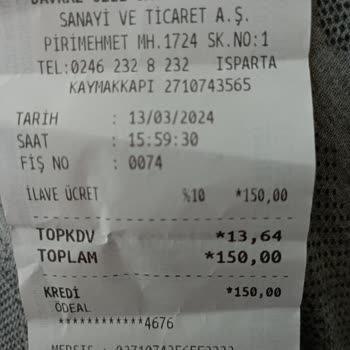 SANAYİ VE TİCARET A.Ş.
PİRİMEHMET MH.1724 SK.NO:1
TEL:0246 232 8 232 ISPARTA
KAYMAKKAPI 2710743565
TARİH : 13/03/2024
SAAT : 15:59:30
FİŞ NO : 0074
İLAVE ÜCRET %10 *150,00
TOPKDV *13,64
TOPLAM *150,00
KREDİ *150,00
ÖDEAL
************4676